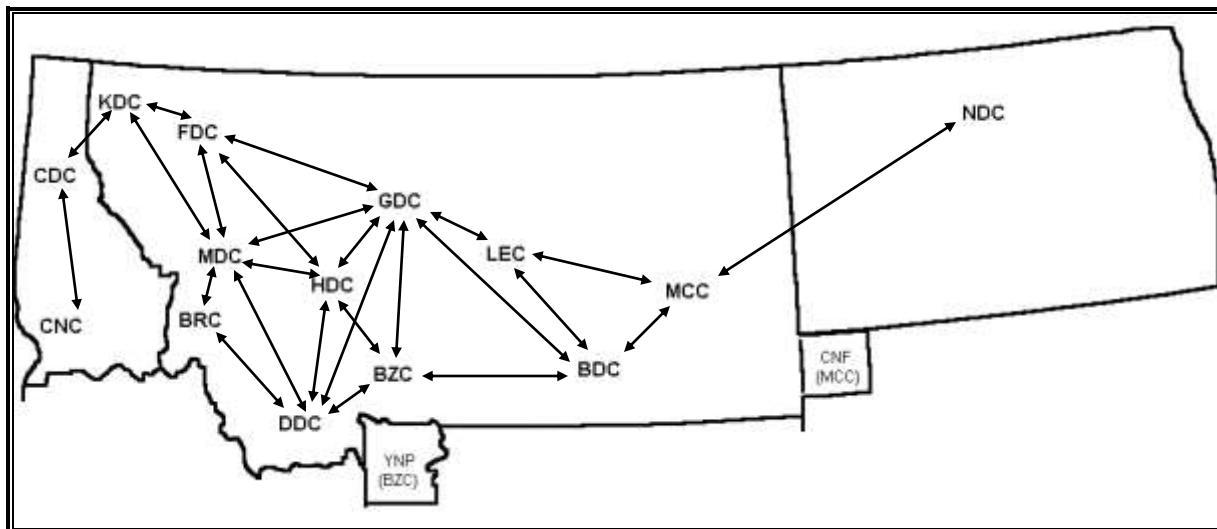 KDC
NDC
FDC
CDC
GDC
MDC
LEC
HDC
MCC
BRC
CNC
BZC
BDC
CNF
(MCC)
DDC
YNP
(BZC)